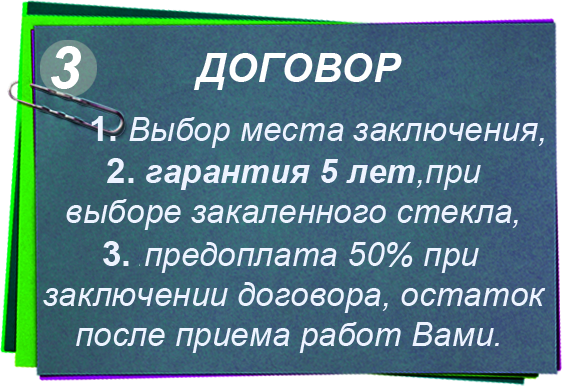 3
ДОГОВОР
1. Выбор места заключения,
2. гарантия 5 лет,при
выборе закаленного стекла,
3. предоплата 50% при
заключении договора, остаток
после приема работ Вами.